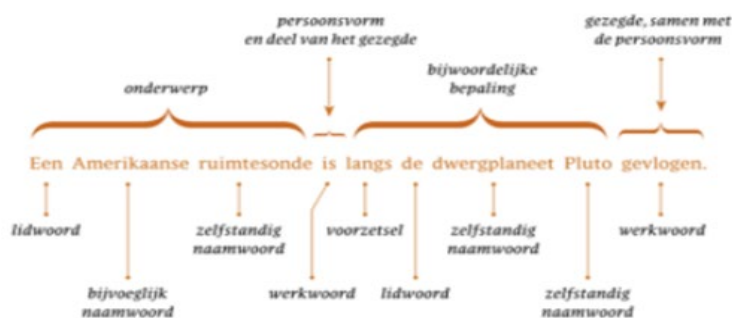 persoonsvorm
en deel van het gezegde
gezegde, samen met
de persoonsvorm
onderwerp
bijwoordelijke
bepaling
Een Amerikaanse ruimtesonde is langs de dwergplaneet Pluto gevlogen.
lidwoord
zelfstandig
naamwoord
voorzetsel
zelfstandig
naamwoord
werkwoord
bijvoeglijk
naamwoord
werkwoord
lidwoord
zelfstandig
naamwoord